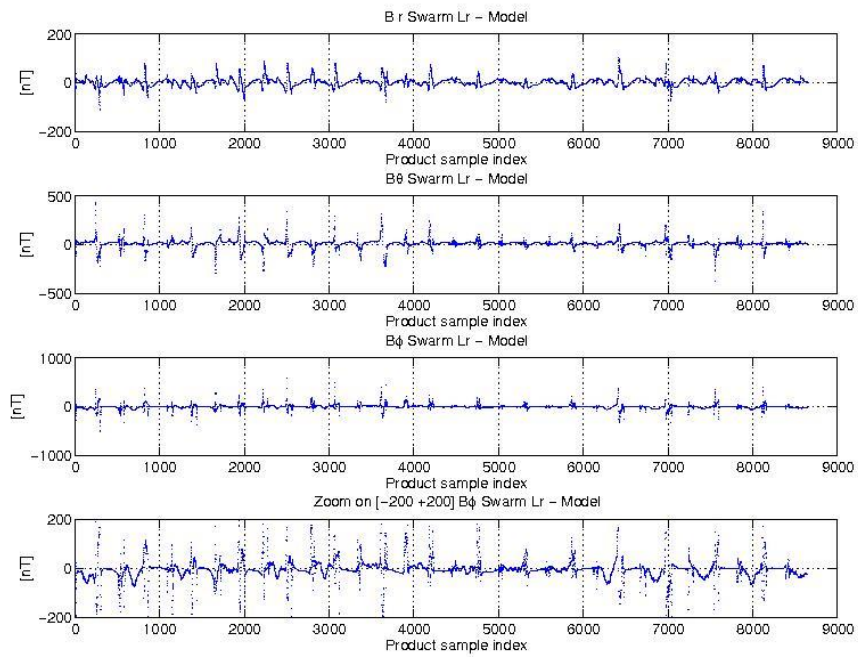 B r Swarm Lr − Model
200
0
−200
[nT]
0 1000 2000 3000 4000 5000 6000 7000 8000 9000
Product sample index
Bθ Swarm Lr − Model
500
0
−500
[nT]
0 1000 2000 3000 4000 5000 6000 7000 8000 9000
Product sample index
Bϕ Swarm Lr − Model
1000
0
−1000
[nT]
0 1000 2000 3000 4000 5000 6000 7000 8000 9000
Product sample index
Zoom on [−200 +200] Bϕ Swarm Lr − Model
200
0
−200
[nT]
0 1000 2000 3000 4000 5000 6000 7000 8000 9000
Product sample index